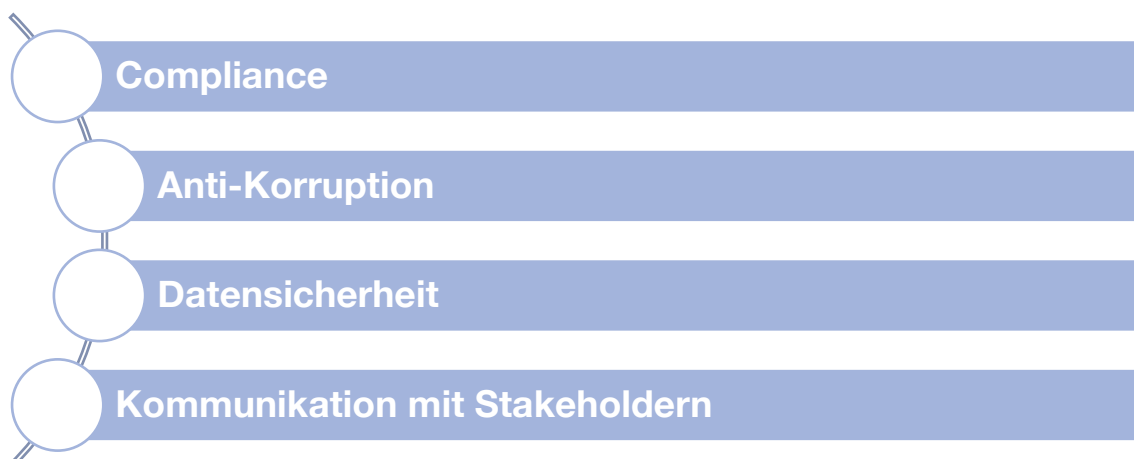 Compliance
Anti-Korruption
Datensicherheit
Kommunikation mit Stakeholdern